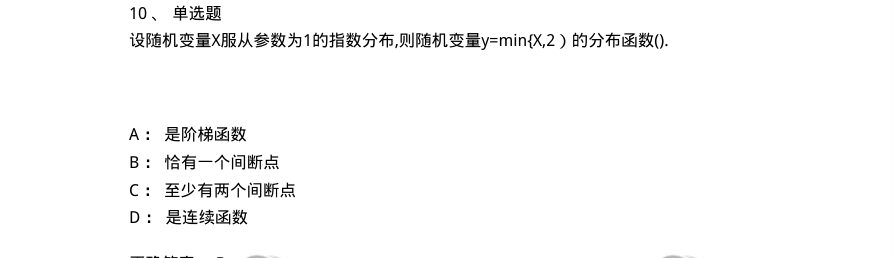 10 、 单选题
设随机变量X服从参数为1的指数分布,则随机变量y=min{X,2 ) 的分布函数().
A ： 是阶梯函数
B ： 恰有一个间断点
C ： 至少有两个间断点
D ： 是连续函数